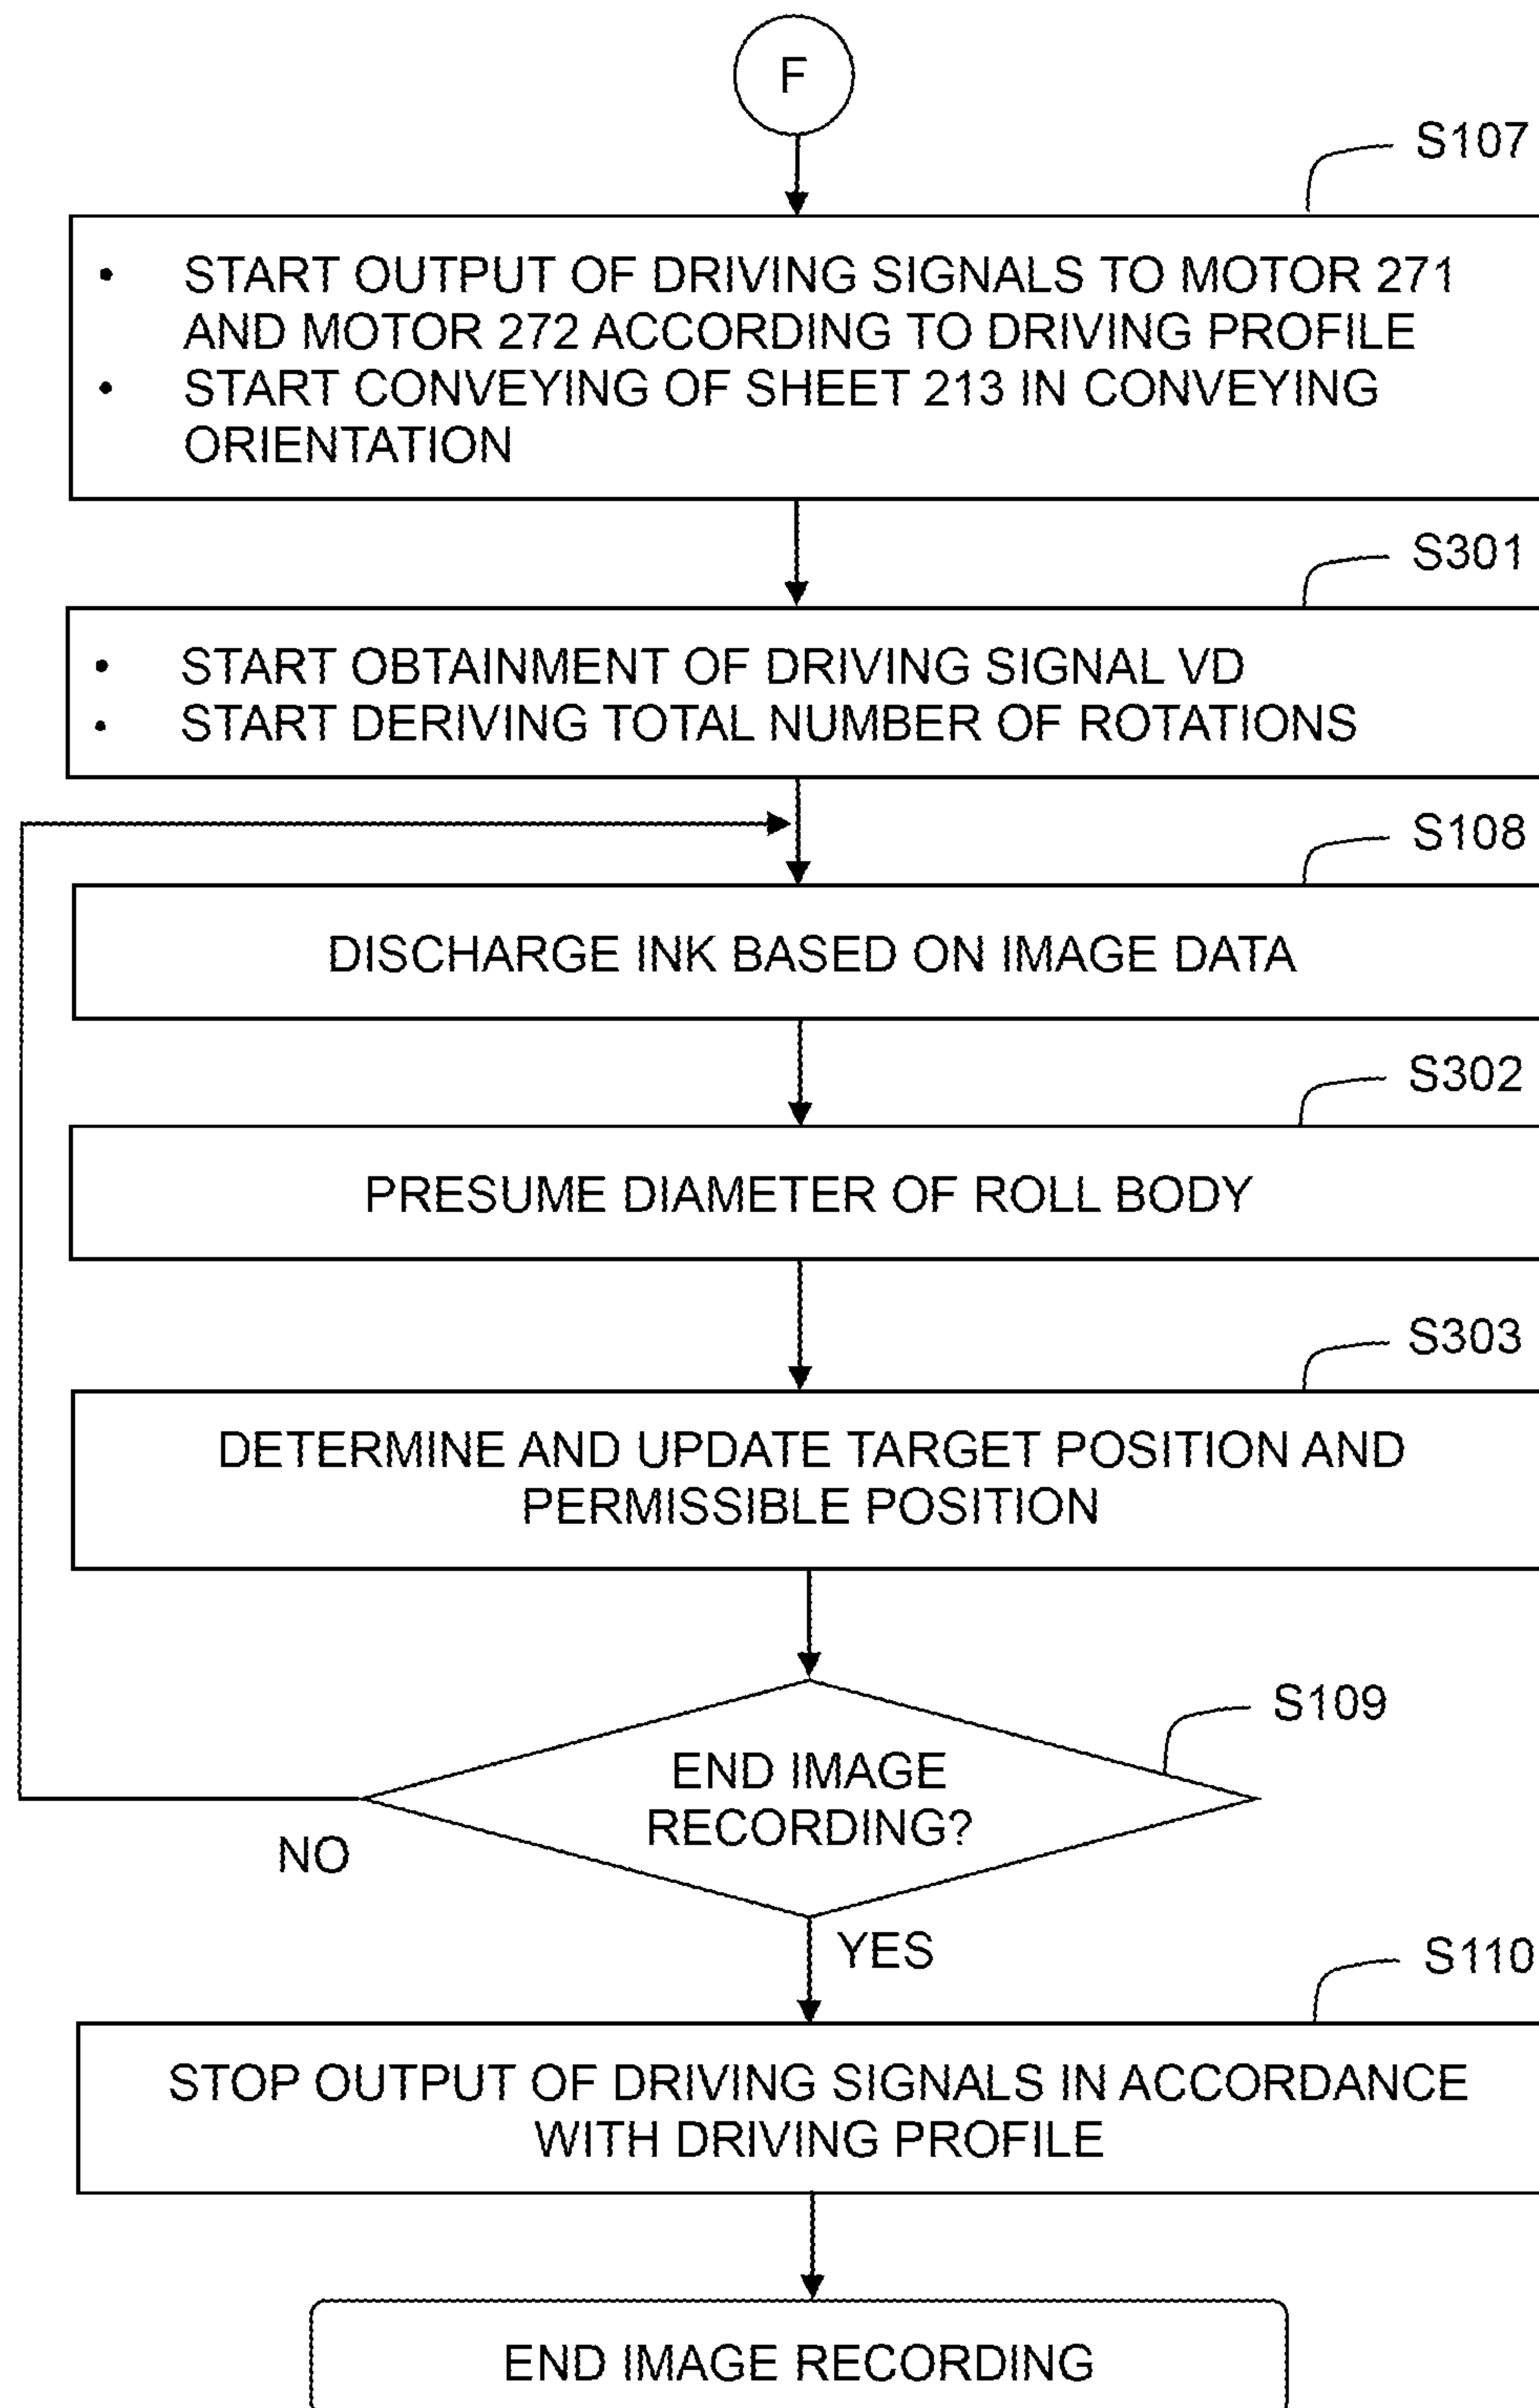 F
S107
• START OUTPUT OF DRIVING SIGNALS TO MOTOR 271
AND MOTOR 272 ACCORDING TO DRIVING PROFILE
• START CONVEYING OF SHEET 213 IN CONVEYING
ORIENTATION
S301
• START OBTAINMENT OF DRIVING SIGNAL VD
• START DERIVING TOTAL NUMBER OF ROTATIONS
S108
DISCHARGE INK BASED ON IMAGE DATA
S302
PRESUME DIAMETER OF ROLL BODY
S303
DETERMINE AND UPDATE TARGET POSITION AND
PERMISSIBLE POSITION
S109
END IMAGE
RECORDING?
NO
YES
S110
STOP OUTPUT OF DRIVING SIGNALS IN ACCORDANCE
WITH DRIVING PROFILE
END IMAGE RECORDING